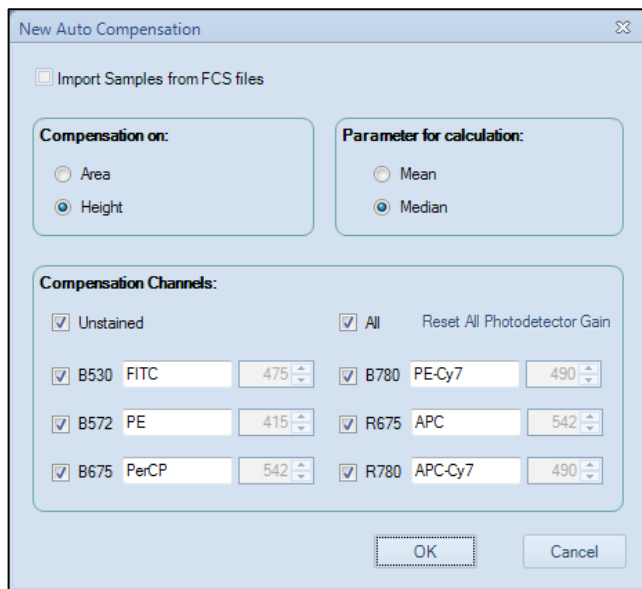 New Auto Compensation
Import Samples from FCS files
Compensation on:
Area
Height
Parameter for calculation:
Mean
Median
Compensation Channels:
Unstained
All Reset All Photodetector Gain
B530 FITC 475 B780 PE-Cy7 490
B572 PE 415 R675 APC 542
B675 PerCP 542 R780 APC-Cy7 490
OK Cancel